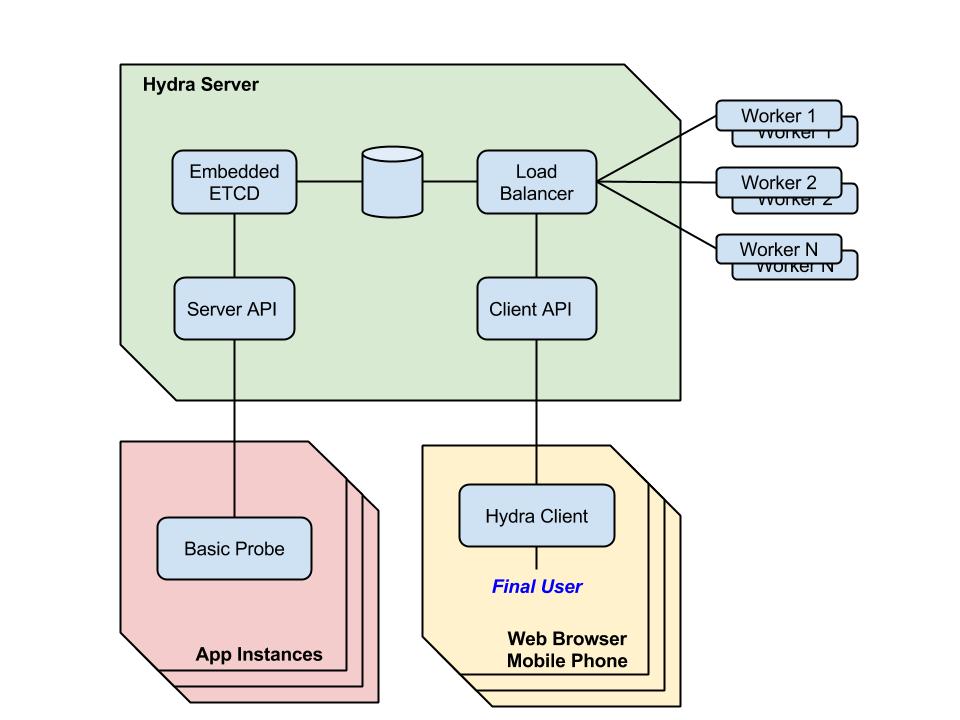 Hydra Server
Worker 1
Worker 1
Embedded
ETCD
Load
Balancer
Worker 2
Worker 2
Worker N
Worker N
Server API
Client API
Hydra Client
Basic Probe
Final User
Web Browser
Mobile Phone
App Instances